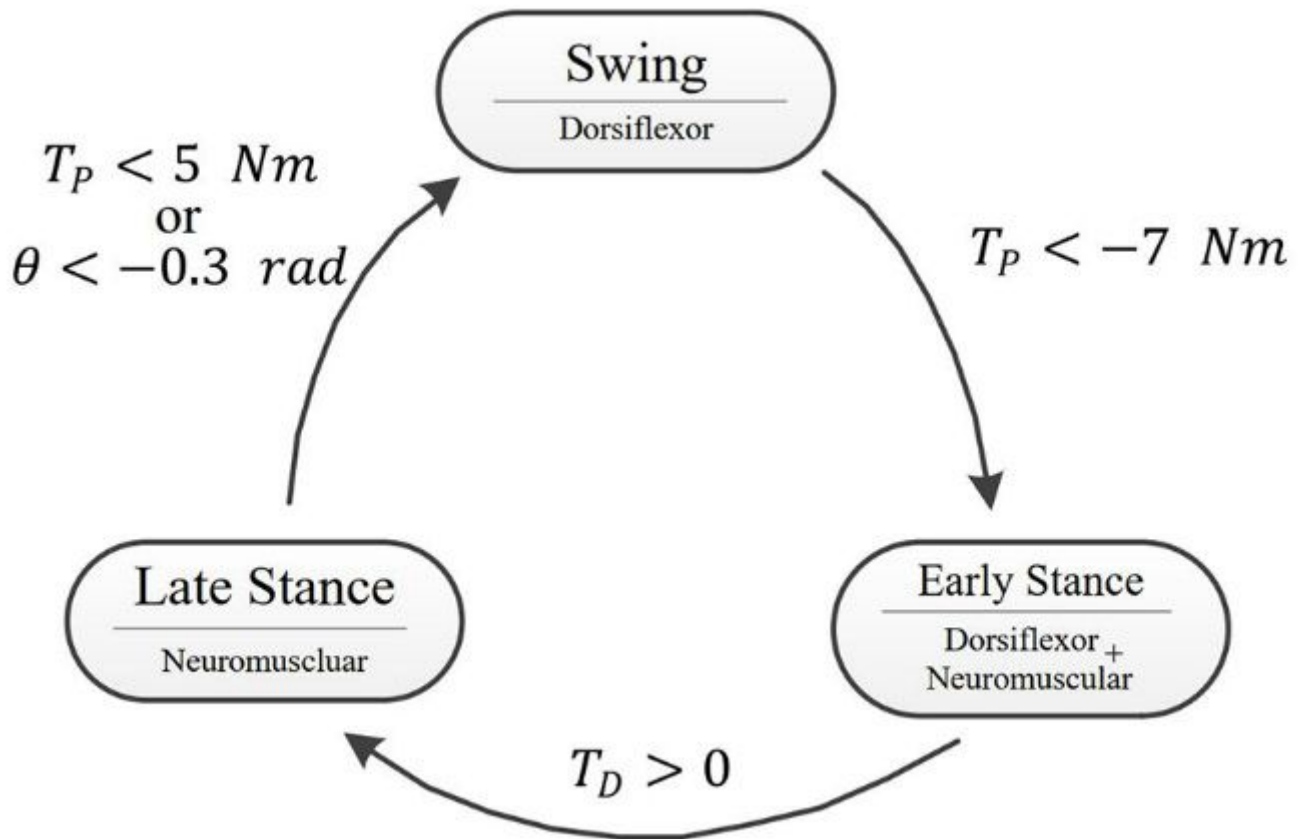 Swing
Dorsiflexor
T_P < 5 Nm
or
θ < −0.3 rad
T_P < −7 Nm
Late Stance
Neuromuscluar
Early Stance
Dorsiflexor +
Neuromuscular
T_D > 0